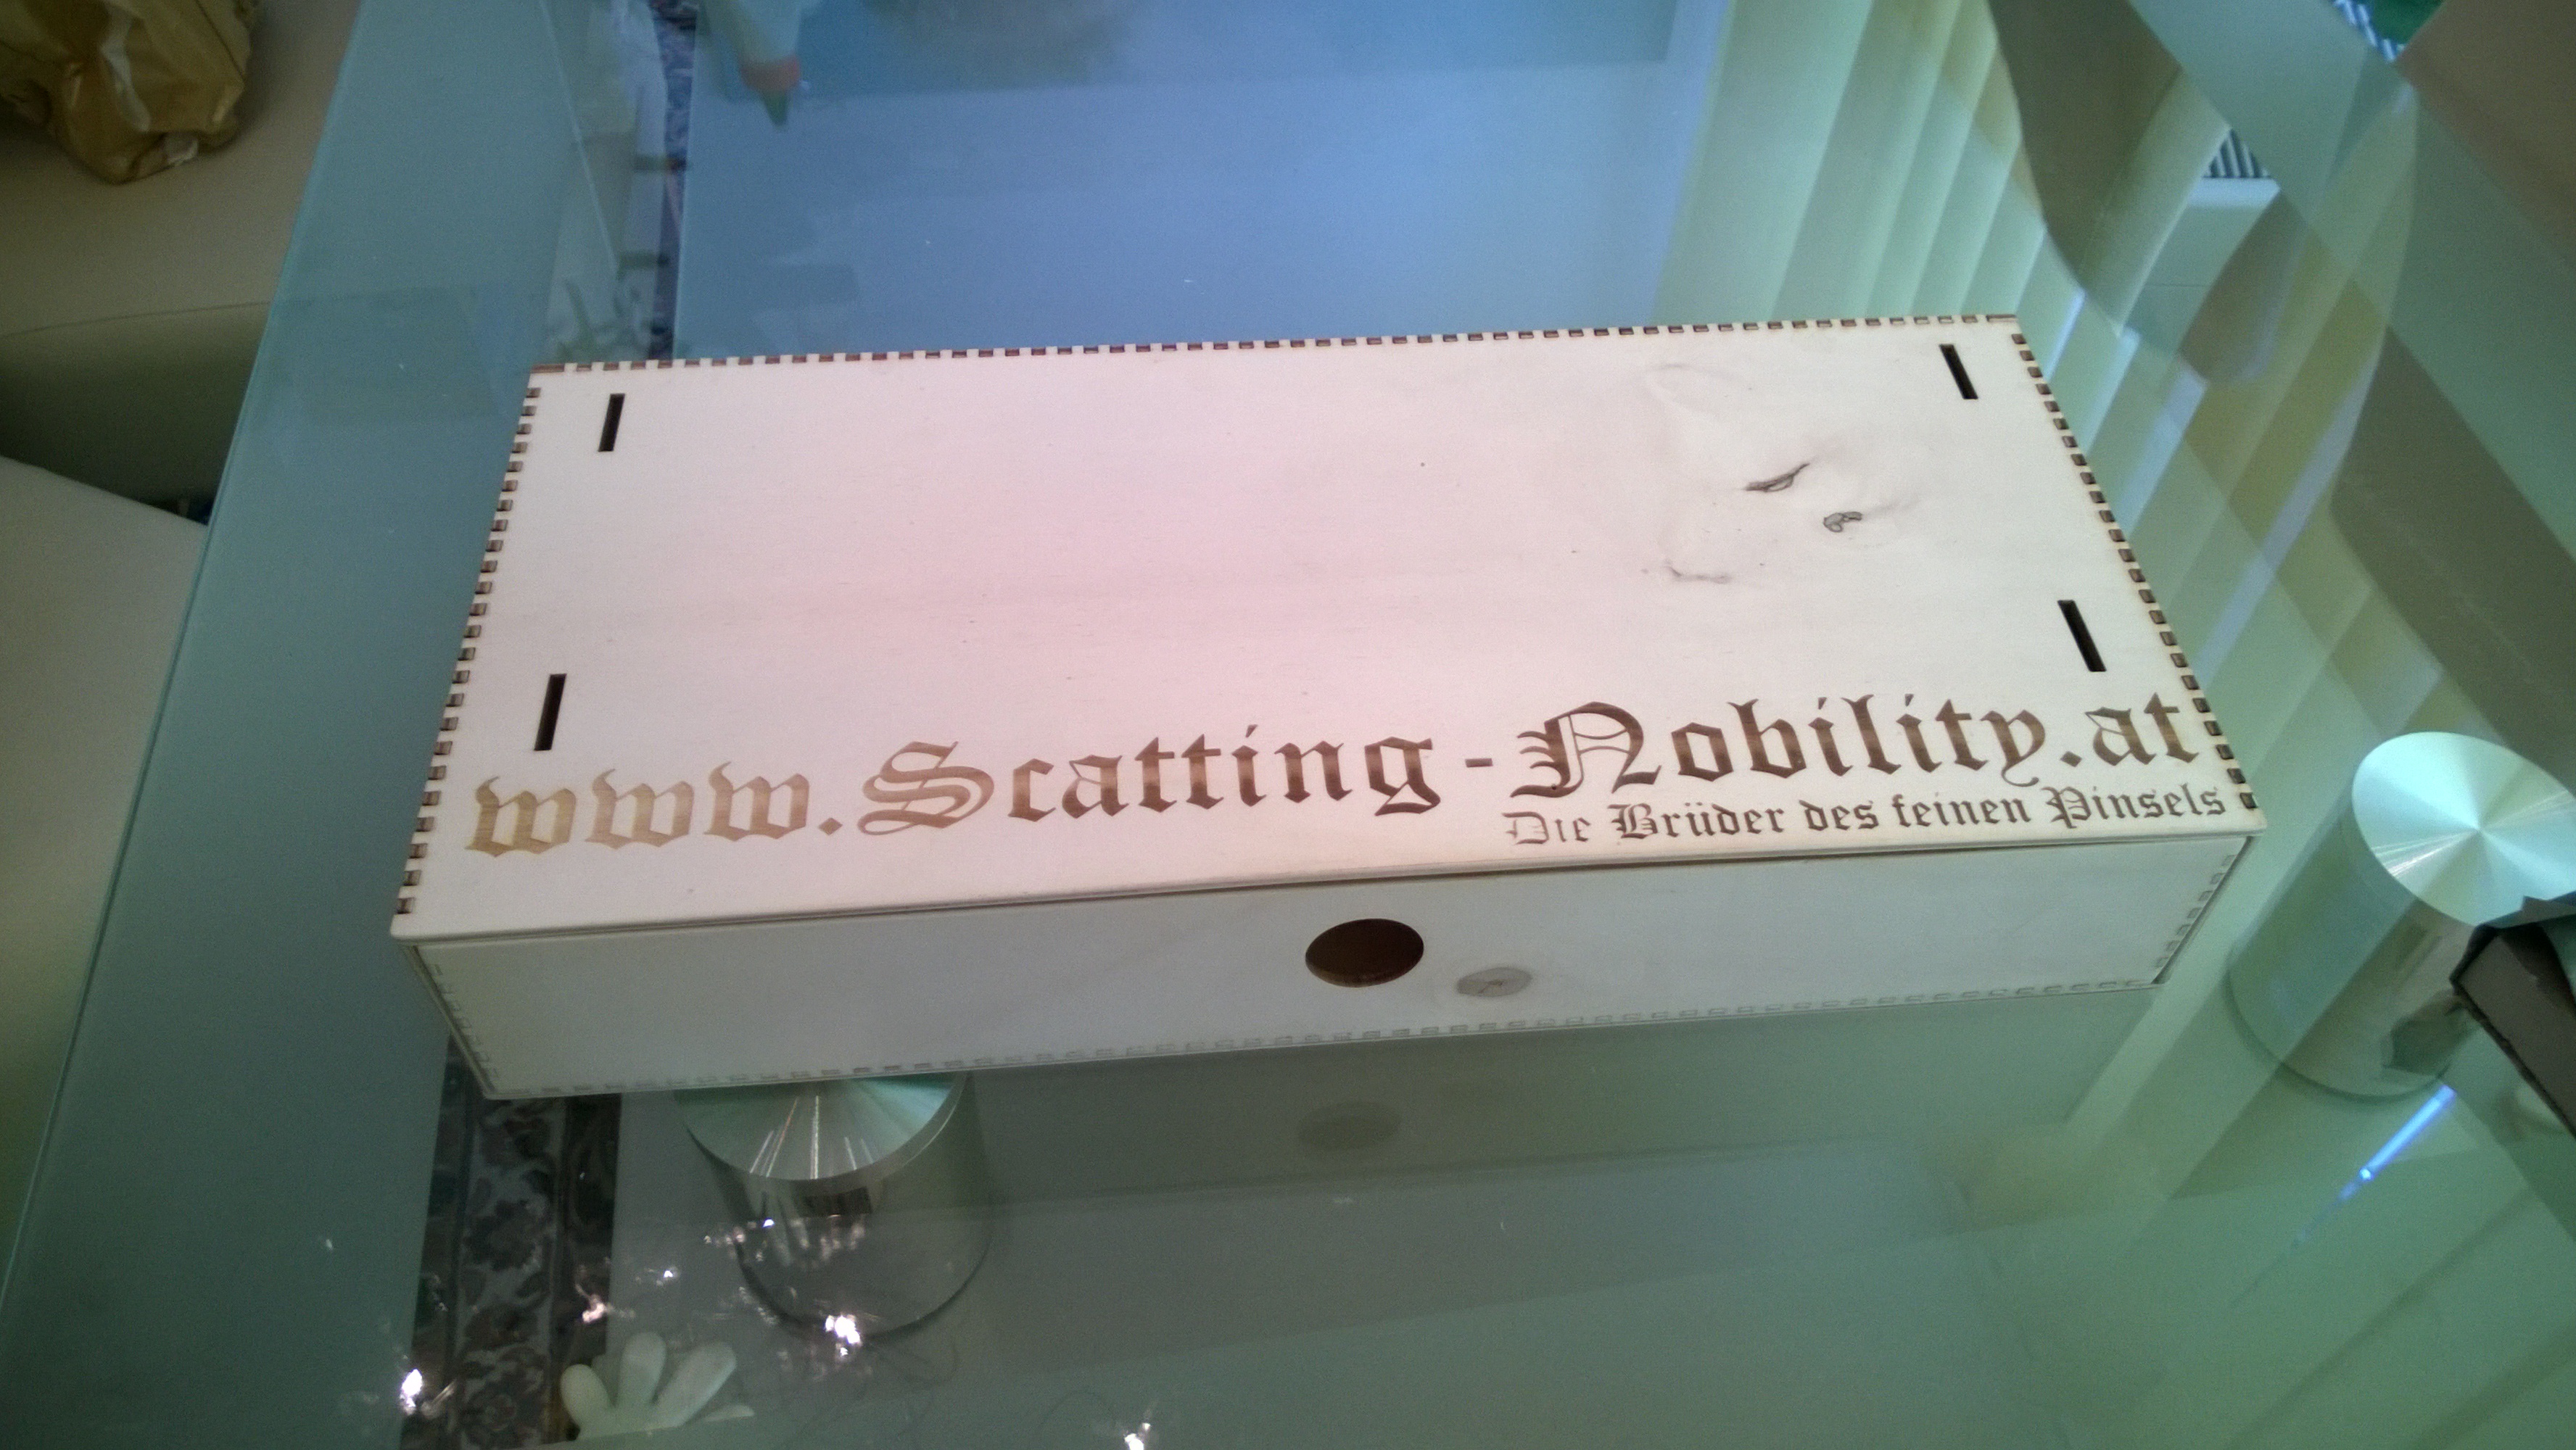 www.Scatting-Nobility.at
Die Brüder des feinen Pinsels